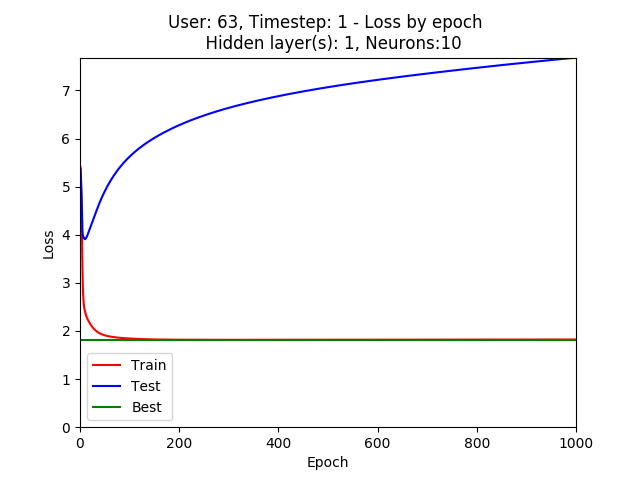 User: 63, Timestep: 1 - Loss by epoch
Hidden layer(s): 1, Neurons:10
7
6
5
4
3
2
1
0
Loss
Train
Test
Best
0 200 400 600 800 1000
Epoch